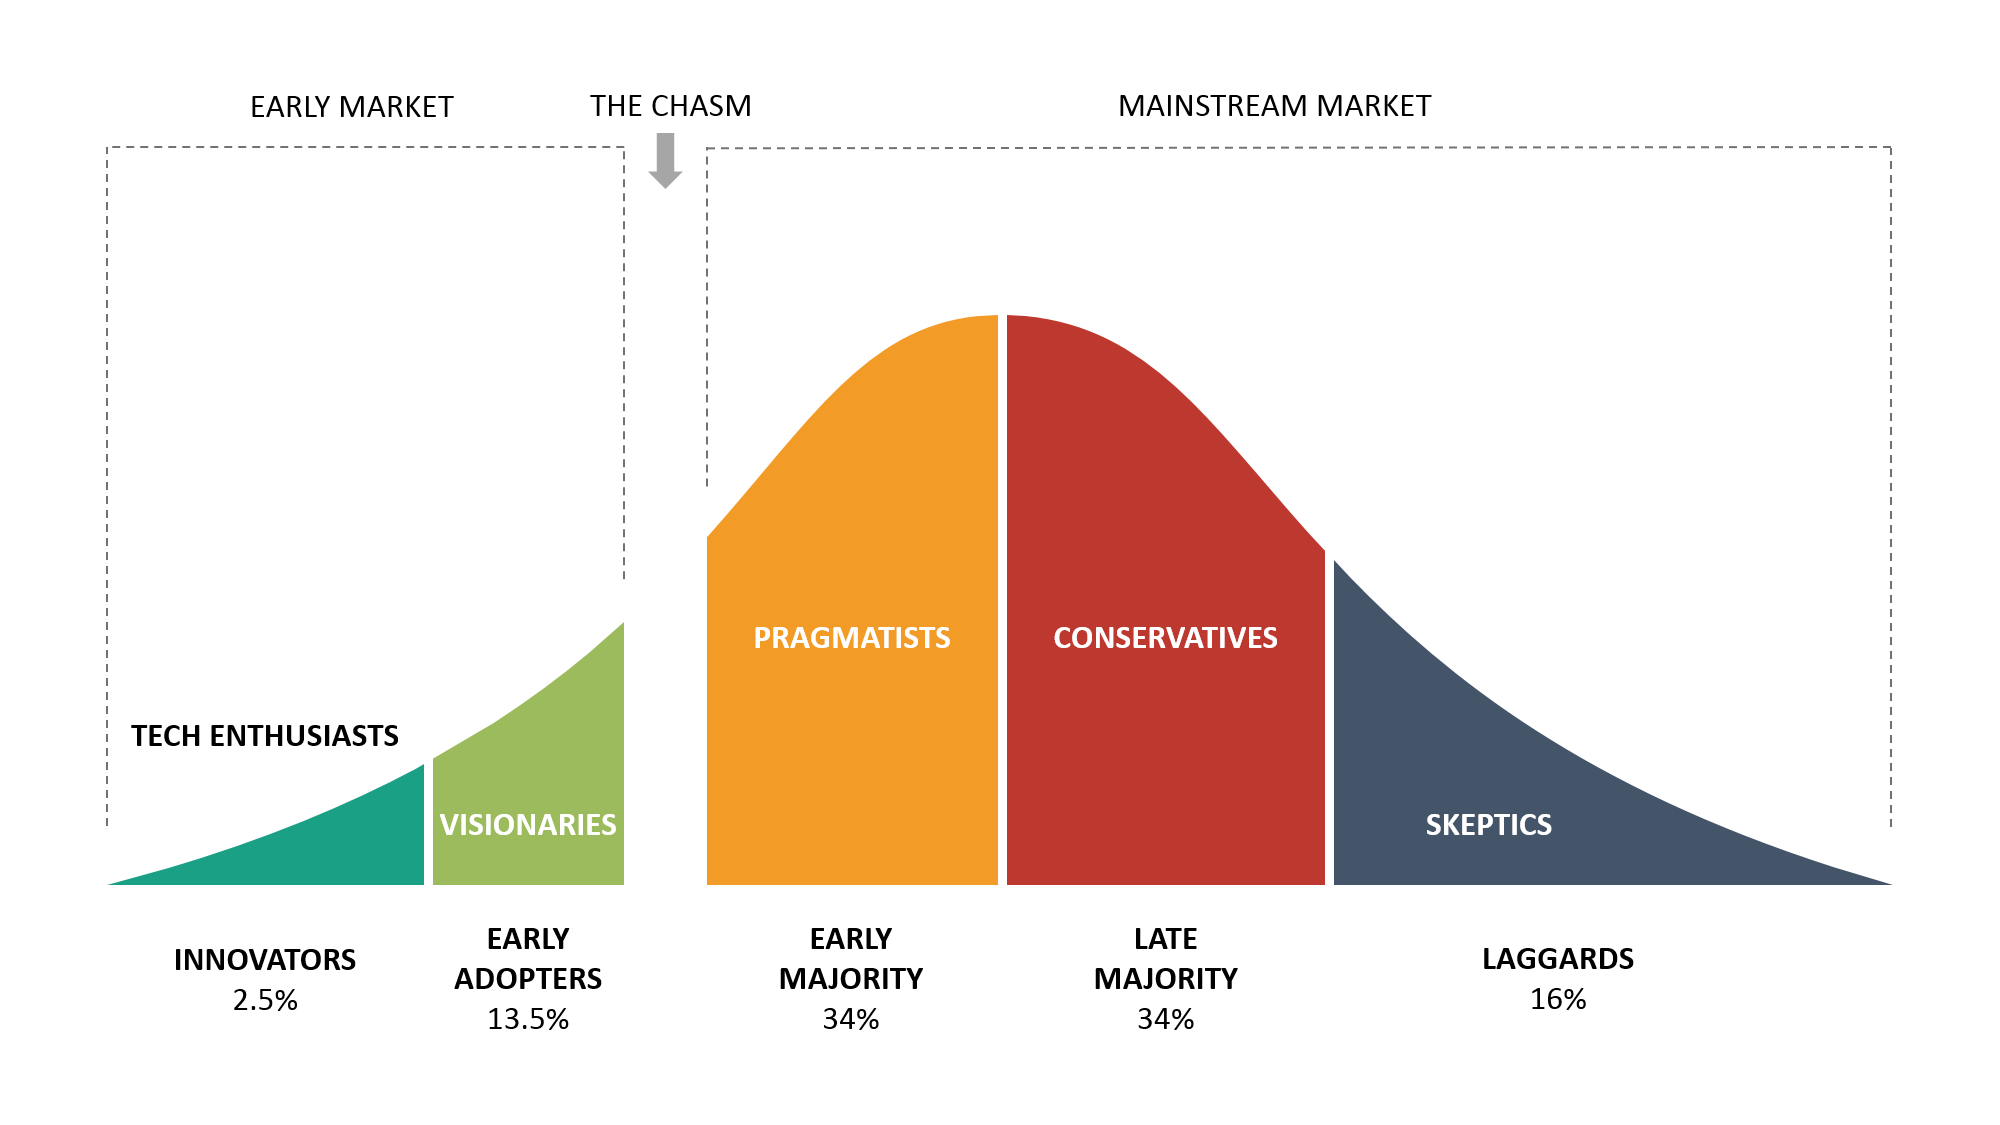 EARLY MARKET
THE CHASM
MAINSTREAM MARKET
TECH ENTHUSIASTS
VISIONARIES
PRAGMATISTS
CONSERVATIVES
SKEPTICS
INNOVATORS
2.5%
EARLY
ADOPTERS
13.5%
EARLY
MAJORITY
34%
LATE
MAJORITY
34%
LAGGARDS
16%